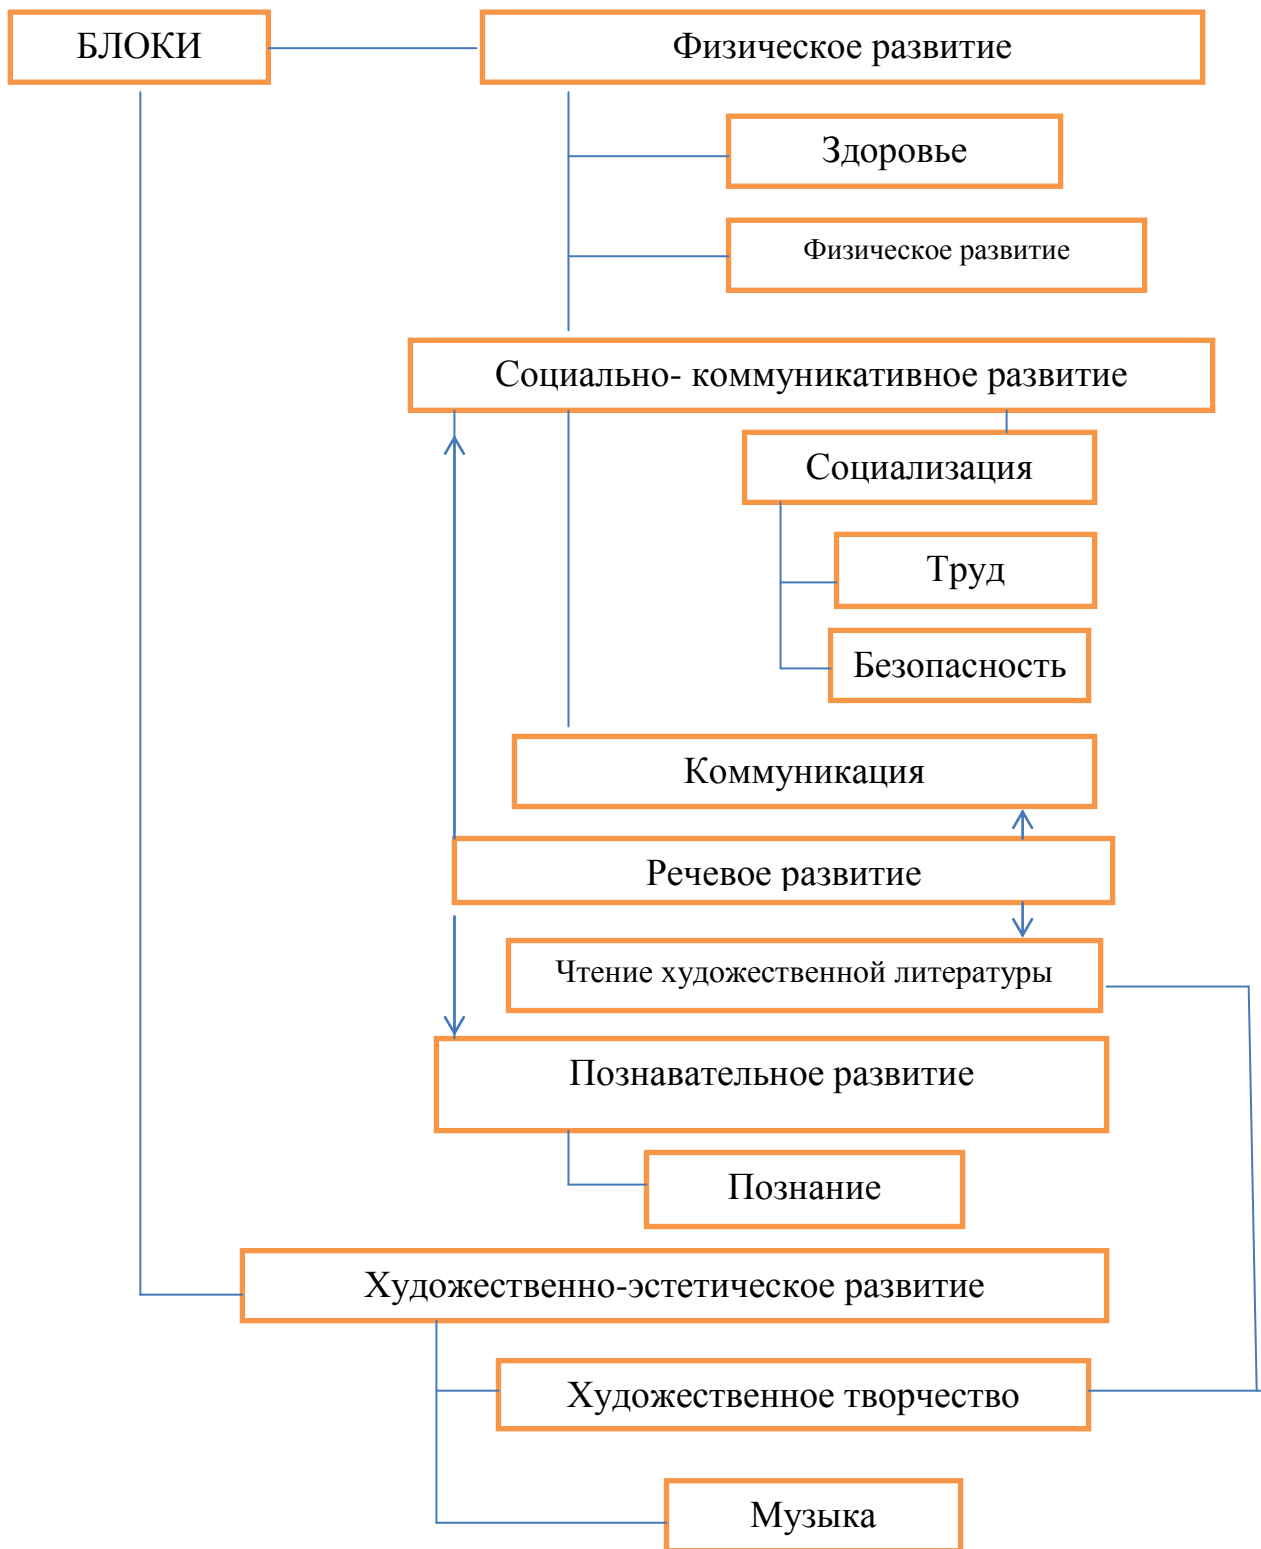 БЛОКИ
Физическое развитие
Здоровье
Физическое развитие
Социально- коммуникативное развитие
Социализация
Труд
Безопасность
Коммуникация
Речевое развитие
Чтение художественной литературы
Познавательное развитие
Познание
Художественно-эстетическое развитие
Художественное творчество
Музыка